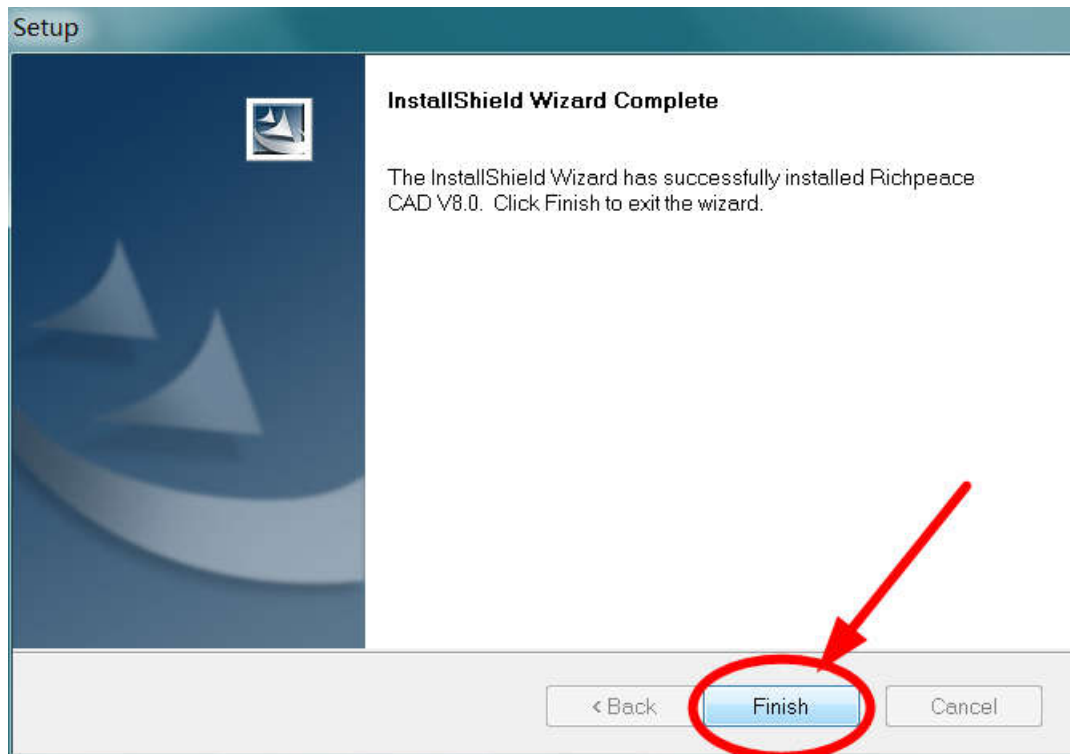 Setup
InstallShield Wizard Complete
The InstallShield Wizard has successfully installed Richpeace
CAD V8.0. Click Finish to exit the wizard.
< Back Finish Cancel